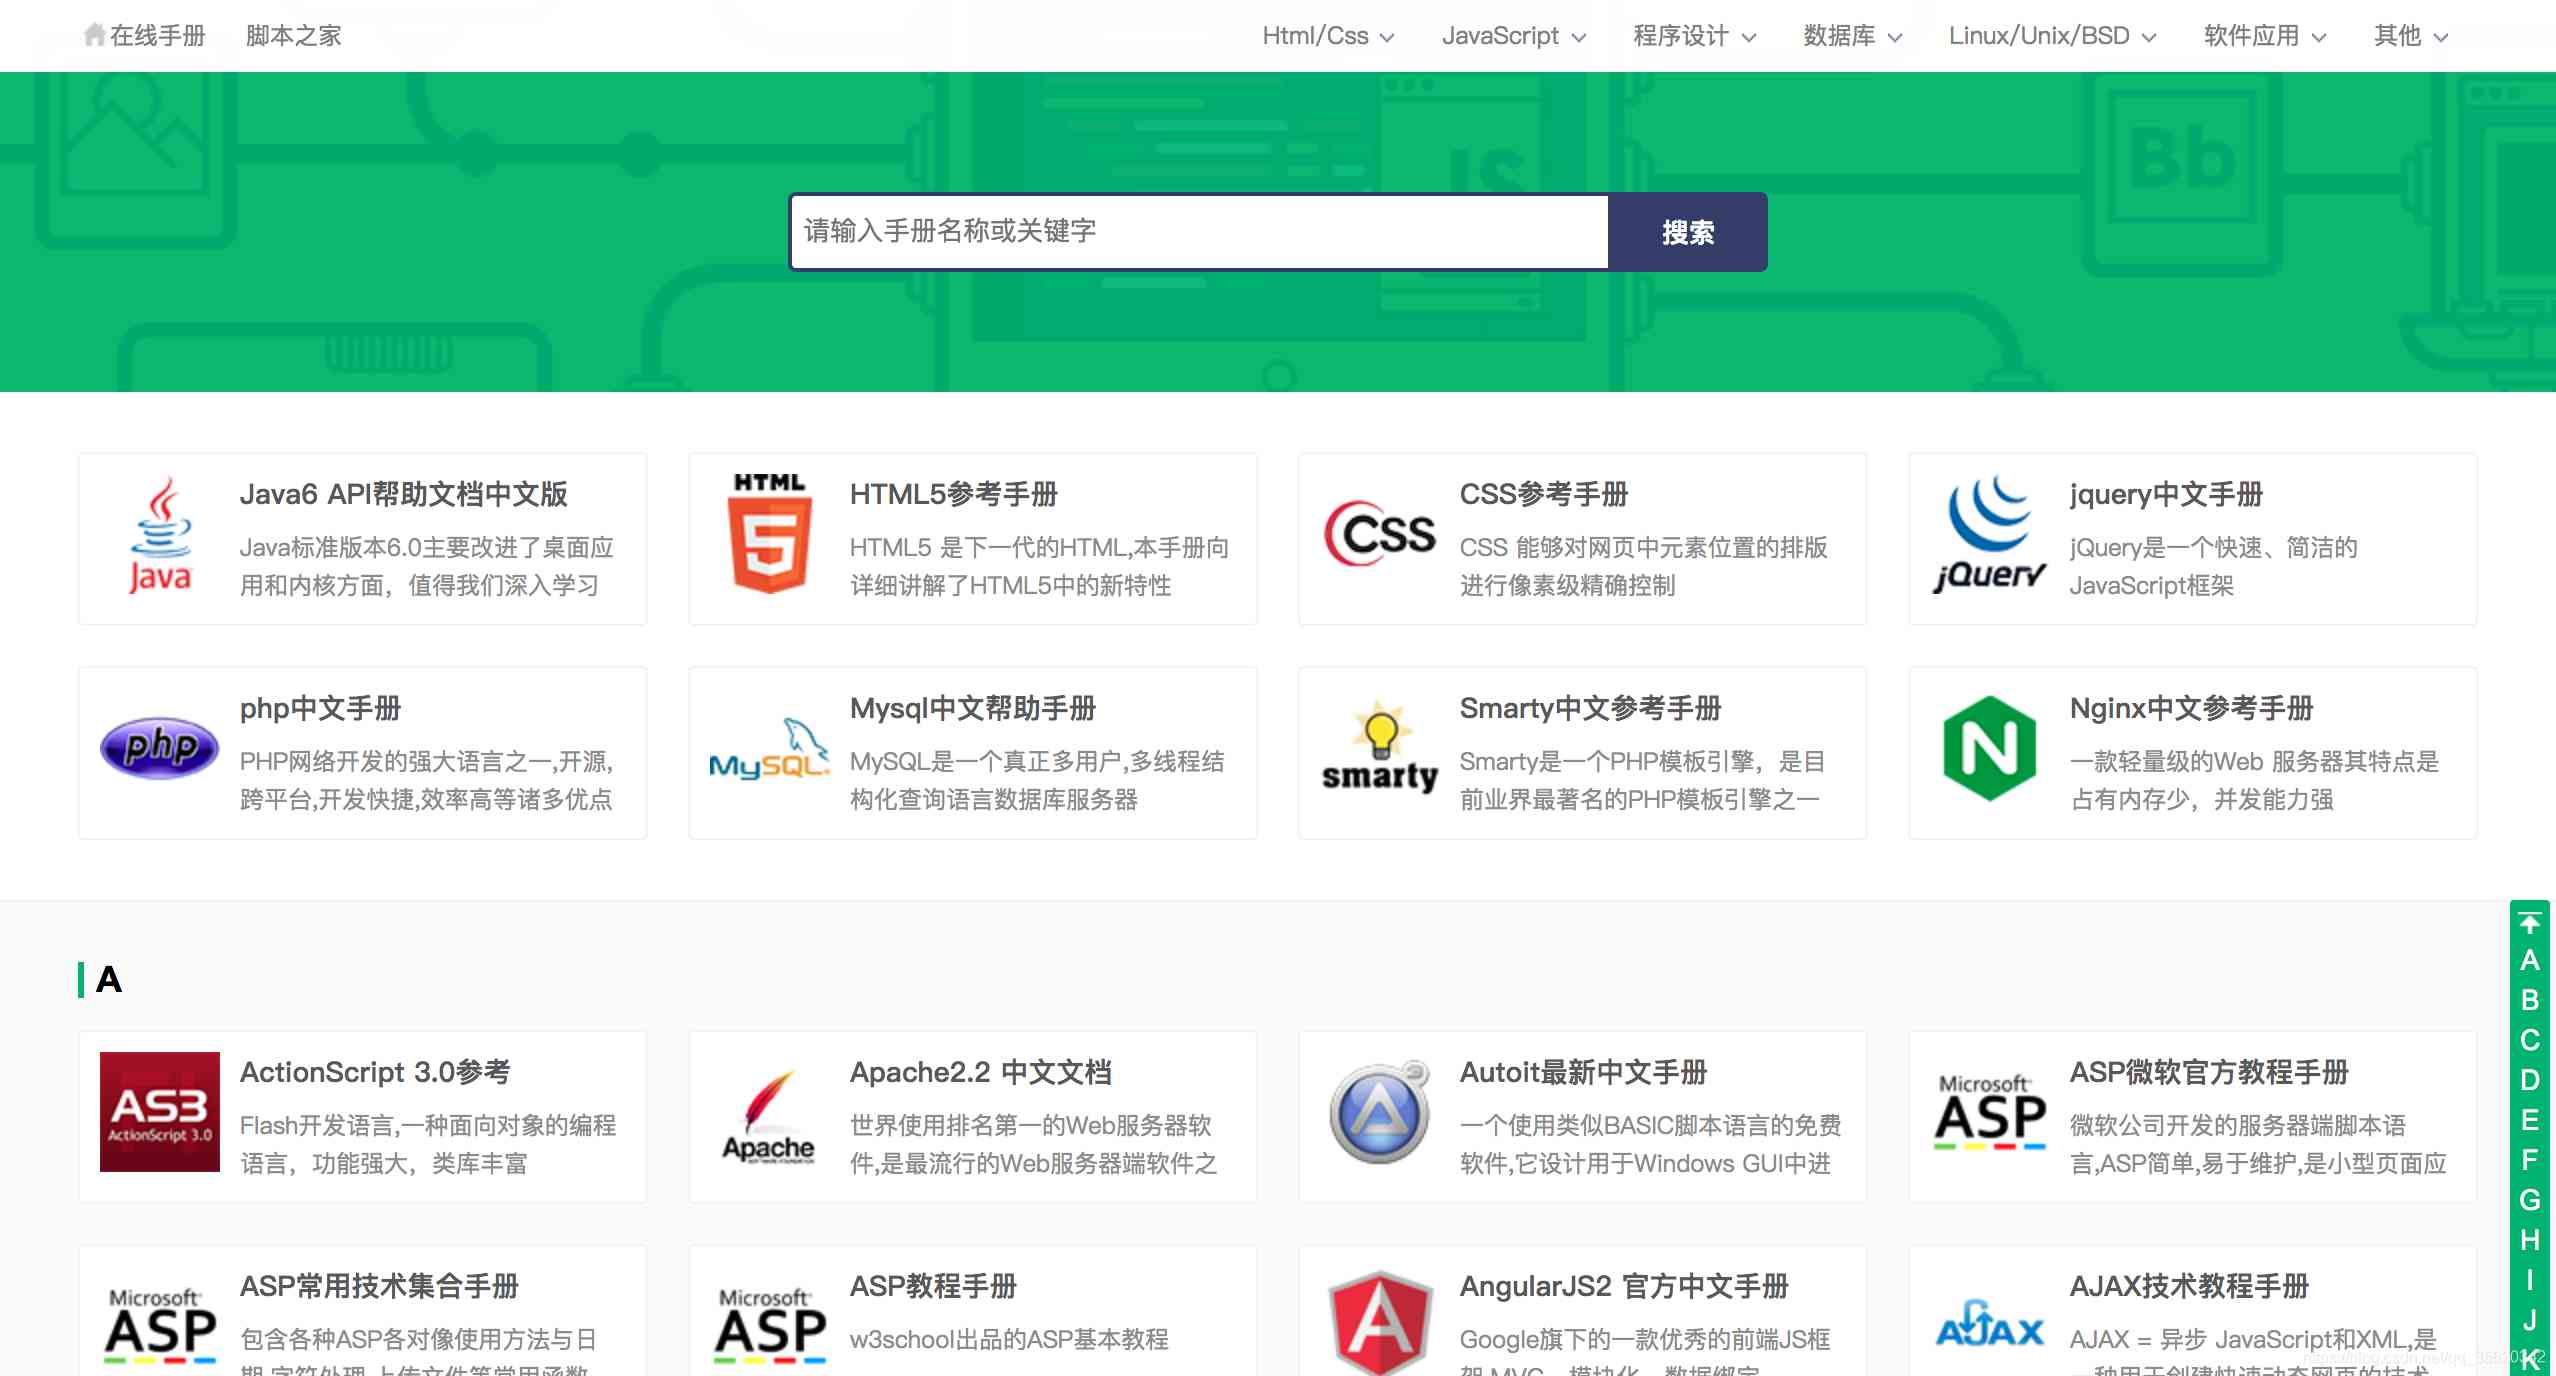 在线手册 脚本之家 Html/Css JavaScript 程序设计 数据库 Linux/Unix/BSD 软件应用 其他
JS
Bb
请输入手册名称或关键字 搜索
Java
Java6 API帮助文档中文版
Java标准版本6.0主要改进了桌面应
用和内核方面，值得我们深入学习
HTML
5
HTML5参考手册
HTML5 是下一代的HTML,本手册向
详细讲解了HTML5中的新特性
CSS
CSS参考手册
CSS 能够对网页中元素位置的排版
进行像素级精确控制
jQuery
jquery中文手册
jQuery是一个快速、简洁的
JavaScript框架
php
php中文手册
PHP网络开发的强大语言之一,开源,
跨平台,开发快捷,效率高等诸多优点
MySQL
Mysql中文帮助手册
MySQL是一个真正多用户,多线程结
构化查询语言数据库服务器
smarty
Smarty中文参考手册
Smarty是一个PHP模板引擎，是目
前业界最著名的PHP模板引擎之一
N
Nginx中文参考手册
一款轻量级的Web 服务器其特点是
占有内存少，并发能力强
A
AS3
ActionScript 3.0
ActionScript 3.0参考
Flash开发语言,一种面向对象的编程
语言，功能强大，类库丰富
Apache
Apache2.2 中文文档
世界使用排名第一的Web服务器软
件,是最流行的Web服务器端软件之
Autoit最新中文手册
一个使用类似BASIC脚本语言的免费
软件,它设计用于Windows GUI中进
Microsoft
ASP
ASP微软官方教程手册
微软公司开发的服务器端脚本语
言,ASP简单,易于维护,是小型页面应
Microsoft
ASP
ASP常用技术集合手册
包含各种ASP各对像使用方法与日
期,字符处理,上传文件等常用函数
Microsoft
ASP
ASP教程手册
w3school出品的ASP基本教程
A
AngularJS2 官方中文手册
Google旗下的一款优秀的前端JS框
架,MVC、模块化、数据绑定
AJAX
AJAX技术教程手册
AJAX = 异步 JavaScript和XML,是
一种用于创建快速动态网页的技术
A
B
C
D
E
F
G
H
I
J
K